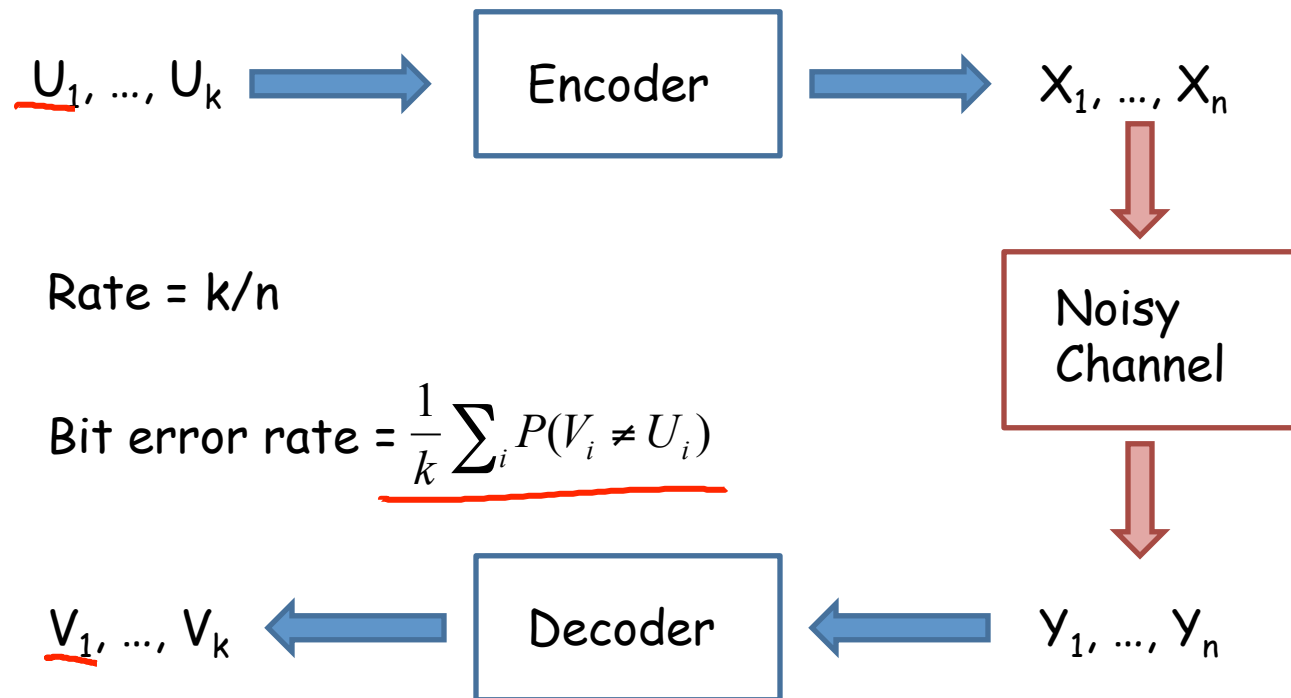 U₁, ..., Uₖ
Encoder
X₁, ..., Xₙ
Rate = k/n
Noisy
Channel
Bit error rate = 1/k ∑ᵢ P(Vᵢ ≠ Uᵢ)
V₁, ..., Vₖ
Decoder
Y₁, ..., Yₙ